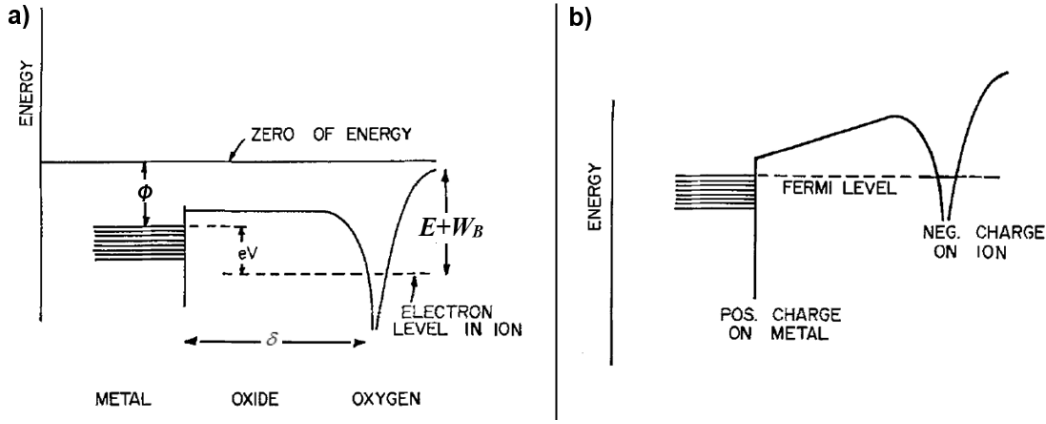 a)
ENERGY
ZERO OF ENERGY
ϕ
eV
E+W_B
ELECTRON
LEVEL IN ION
δ
METAL OXIDE OXYGEN
b)
ENERGY
FERMI LEVEL
NEG. CHARGE
ON ION
POS. CHARGE
ON METAL